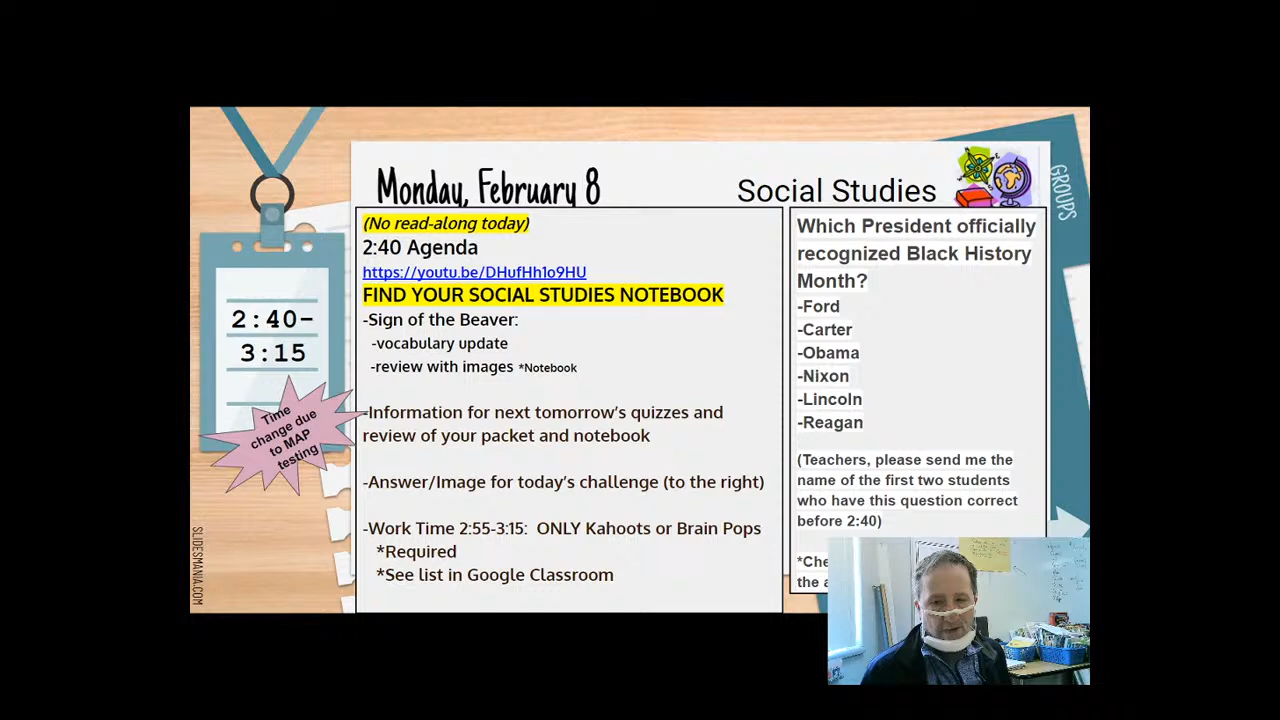 Monday, February 8
Social Studies
GROUPS
(No read-along today)
2:40 Agenda
https://youtu.be/DHufHh1o9HU
FIND YOUR SOCIAL STUDIES NOTEBOOK
-Sign of the Beaver:
-vocabulary update
-review with images *Notebook
-Information for next tomorrow's quizzes and
review of your packet and notebook
-Answer/Image for today's challenge (to the right)
-Work Time 2:55-3:15: ONLY Kahoots or Brain Pops
*Required
*See list in Google Classroom
Which President officially
recognized Black History
Month?
-Ford
-Carter
-Obama
-Nixon
-Lincoln
-Reagan
(Teachers, please send me the
name of the first two students
who have this question correct
before 2:40)
the
2:40-
3:15
Time
change due
to MAP
testing
SLIDESMANIA.COM